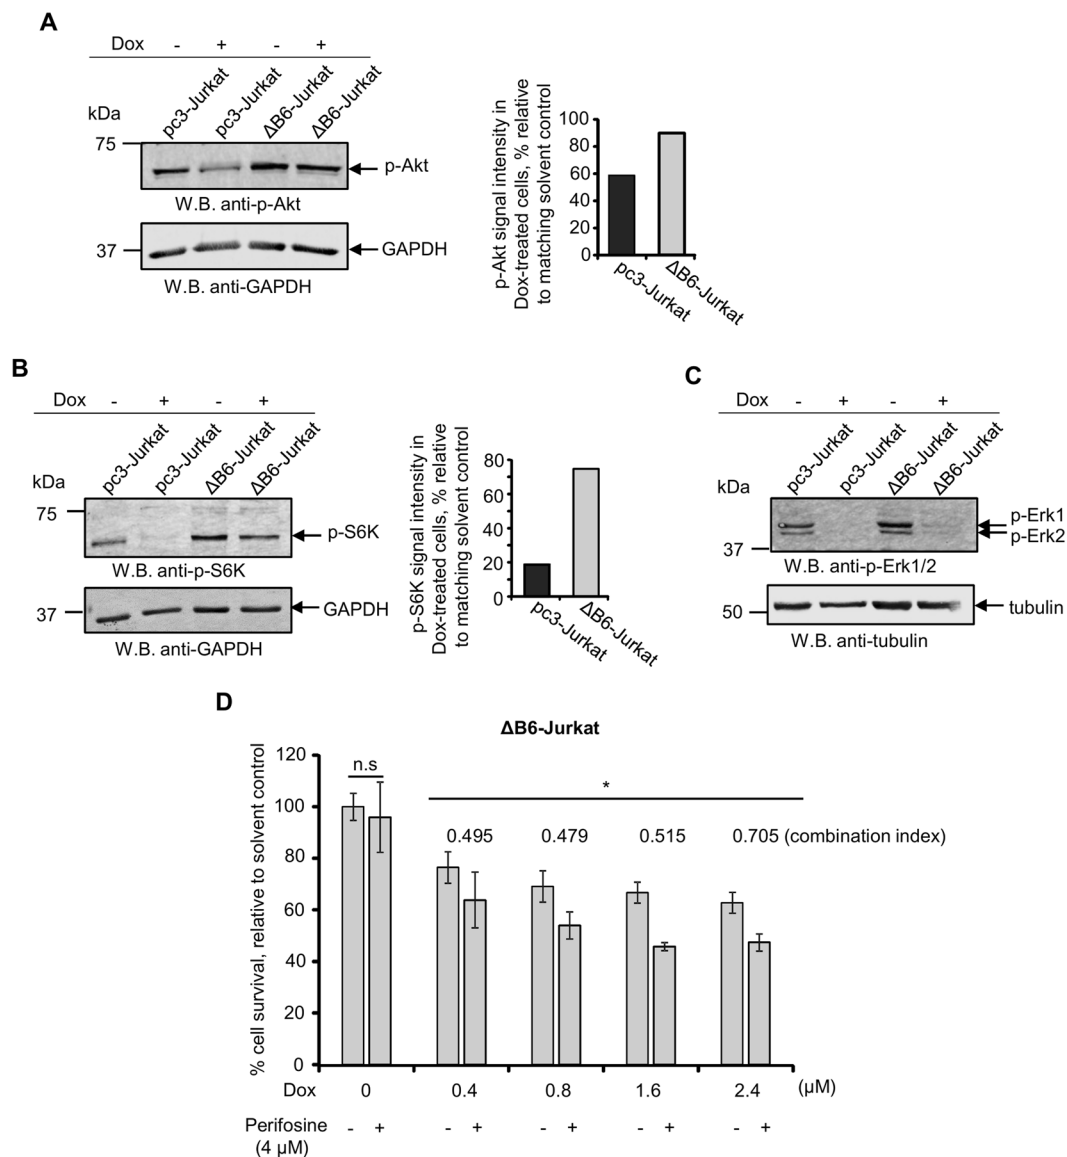 A
Dox - + - +
kDa
pc3-Jurkat
pc3-Jurkat
ΔB6-Jurkat
ΔB6-Jurkat
75
p-Akt
W.B. anti-p-Akt
37
GAPDH
W.B. anti-GAPDH
p-Akt signal intensity in
Dox-treated cells, % relative
to matching solvent control
100
80
60
40
20
0
pc3-Jurkat
ΔB6-Jurkat
B
Dox - + - +
kDa
pc3-Jurkat
pc3-Jurkat
ΔB6-Jurkat
ΔB6-Jurkat
75
p-S6K
W.B. anti-p-S6K
37
GAPDH
W.B. anti-GAPDH
p-S6K signal intensity in
Dox-treated cells, % relative
to matching solvent control
80
60
40
20
0
pc3-Jurkat
ΔB6-Jurkat
C
Dox - + - +
kDa
pc3-Jurkat
pc3-Jurkat
ΔB6-Jurkat
ΔB6-Jurkat
p-Erk1
p-Erk2
37
W.B. anti-p-Erk1/2
50
tubulin
W.B. anti-tubulin
D
ΔB6-Jurkat
% cell survival, relative to solvent control
120
100
80
60
40
20
0
n.s
*
0.495 0.479 0.515 0.705 (combination index)
Dox 0 0.4 0.8 1.6 2.4 (μM)
Perifosine - + - + - + - + - +
(4 μM)